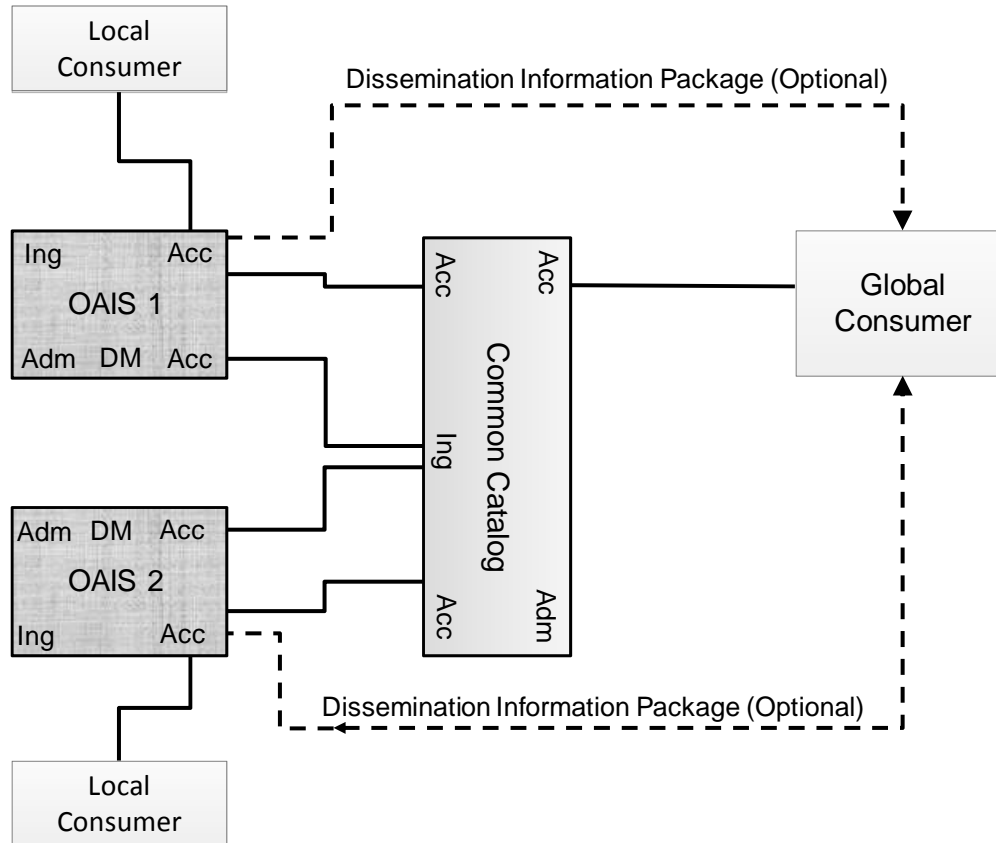 Local
Consumer
Dissemination Information Package (Optional)
Ing Acc
OAIS 1
Adm DM Acc
Acc Acc
Common Catalog
Ing
Acc Adm
Global
Consumer
Adm DM Acc
OAIS 2
Ing Acc
Dissemination Information Package (Optional)
Local
Consumer